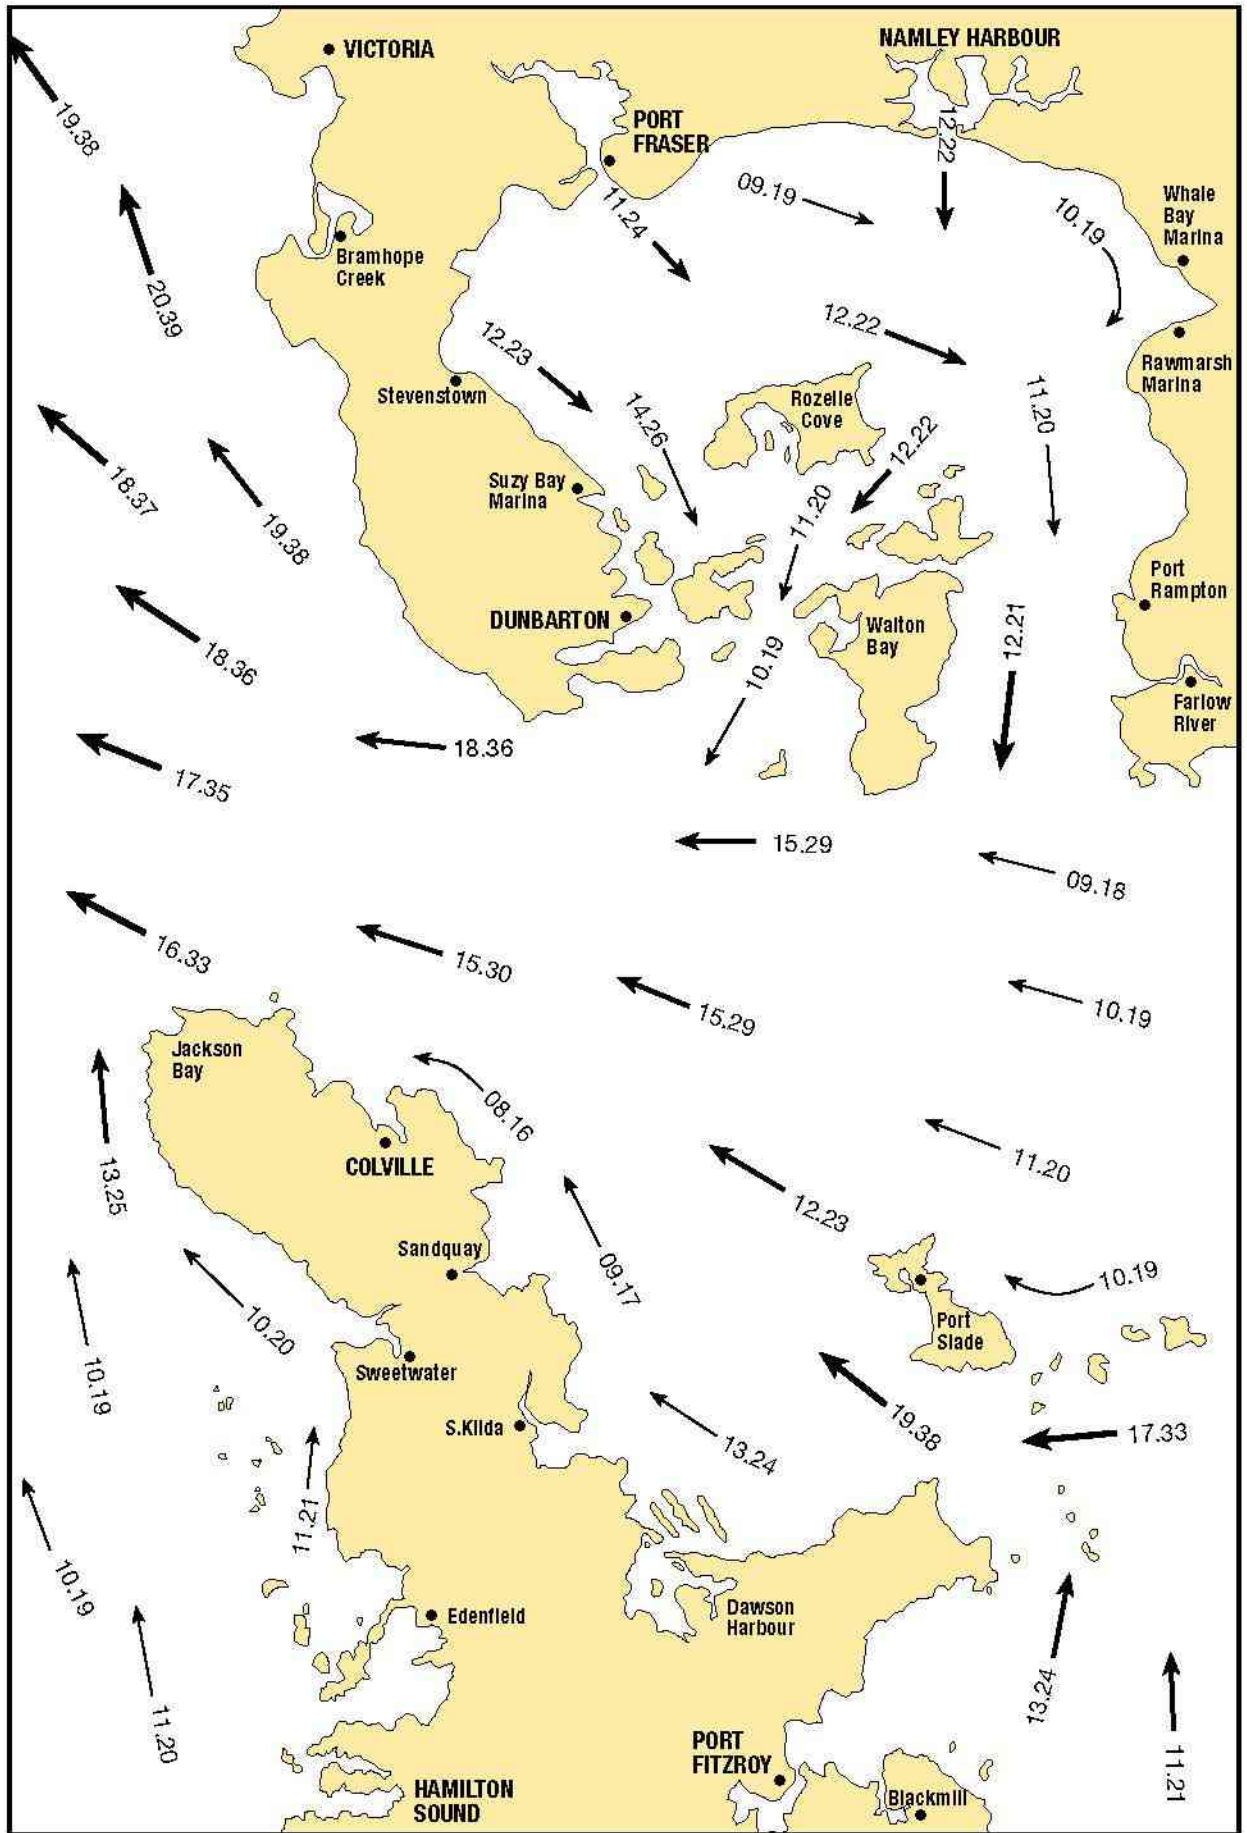 VICTORIA
NAMLEY HARBOUR
19.38
PORT
FRASER
12.22
09.19
11.24
Whale
Bay
Marina
10.19
Bramhope
Creek
20.39
12.22
12.23
Rawmarsh
Marina
Stevenstown
Rozelle
Cove
14.26
11.20
12.22
18.37
Suzy Bay
Marina
11.20
19.38
Port
Rampton
DUNBARTON
Walton
Bay
12.21
18.36
10.19
Farlow
River
18.36
17.35
15.29
09.18
16.33
15.30
15.29
10.19
Jackson
Bay
08.16
COLVILLE
11.20
13.25
12.23
Sandquay
09.17
10.19
10.20
Port
Slade
Sweetwater
10.19
S.Kilda
19.38
17.33
13.24
11.21
10.19
Edenfield
Dawson
Harbour
13.24
11.20
PORT
FITZROY
11.21
HAMILTON
SOUND
Blackmill